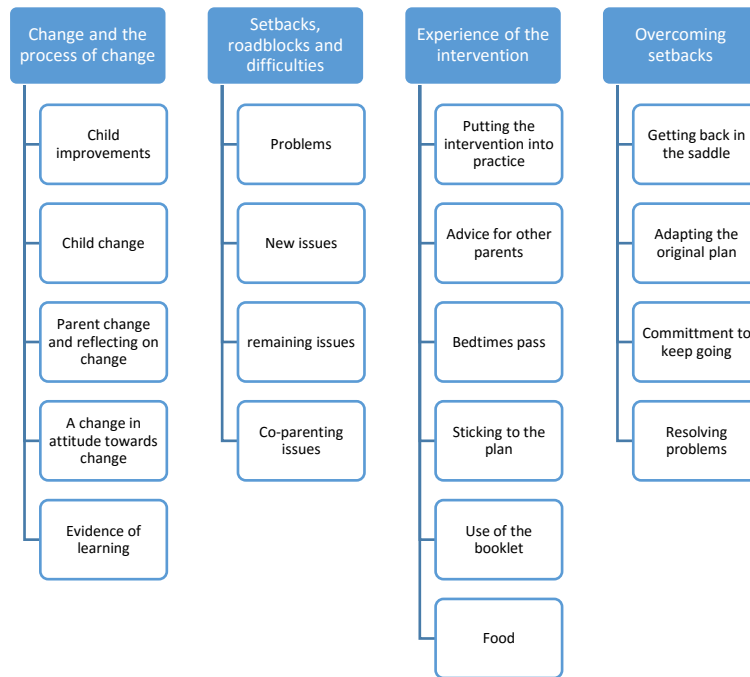 Change and the
process of change
Child
improvements
Child change
Parent change
and reflecting on
change
A change in
attitude towards
change
Evidence of
learning
Setbacks,
roadblocks and
difficulties
Problems
New issues
remaining issues
Co-parenting
issues
Experience of the
intervention
Putting the
intervention into
practice
Advice for other
parents
Bedtimes pass
Sticking to the
plan
Use of the
booklet
Food
Overcoming
setbacks
Getting back in
the saddle
Adapting the
original plan
Committment to
keep going
Resolving
problems